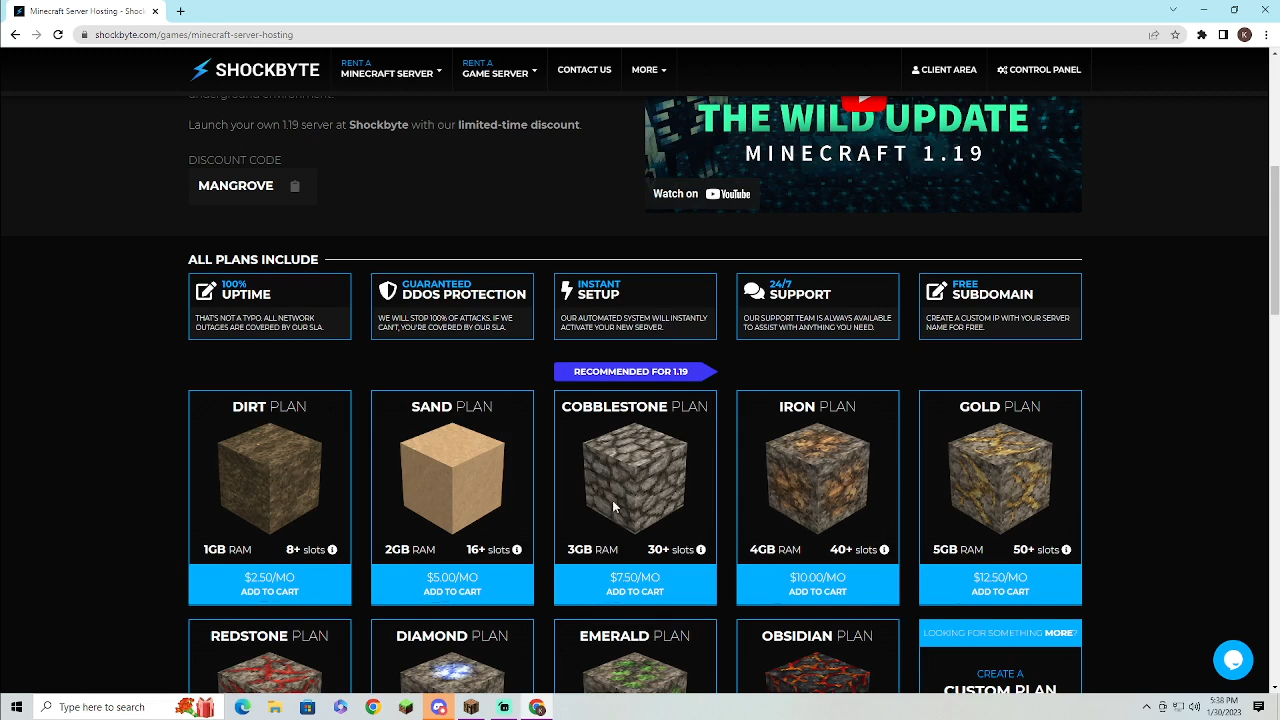 Minecraft Server Hosting - Shock
shockbyte.com/games/minecraft-server-hosting
K
SHOCKBYTE
RENT A
MINECRAFT SERVER
RENT A
GAME SERVER
CONTACT US
MORE
CLIENT AREA
CONTROL PANEL
underground environment.
Launch your own 1.19 server at Shockbyte with our limited-time discount.
DISCOUNT CODE
MANGROVE
THE WILD UPDATE
MINECRAFT 1.19
Watch on YouTube
ALL PLANS INCLUDE
100%
UPTIME
THATS NOT A TYPO. ALL NETWORK
OUTAGES ARE COVERED BY OUR SLA.
GUARANTEED
DDOS PROTECTION
WE WILL STOP 100% OF ATTACKS. IF WE
CAN'T, YOU'RE COVERED BY OUR SLA.
INSTANT
SETUP
OUR AUTOMATED SYSTEM WILL INSTANTLY
ACTIVATE YOUR NEW SERVER.
24/7
SUPPORT
OUR SUPPORT TEAM IS ALWAYS AVAILABLE
TO ASSIST WITH ANYTHING YOU NEED.
FREE
SUBDOMAIN
CREATE A CUSTOM IP WITH YOUR SERVER
NAME FOR FREE.
RECOMMENDED FOR 1.19
DIRT PLAN
1GB RAM 8+ slots
$2.50/MO
ADD TO CART
SAND PLAN
2GB RAM 16+ slots
$5.00/MO
ADD TO CART
COBBLESTONE PLAN
3GB RAM 30+ slots
$7.50/MO
ADD TO CART
IRON PLAN
4GB RAM 40+ slots
$10.00/MO
ADD TO CART
GOLD PLAN
5GB RAM 50+ slots
$12.50/MO
ADD TO CART
REDSTONE PLAN
DIAMOND PLAN
EMERALD PLAN
OBSIDIAN PLAN
LOOKING FOR SOMETHING MORE?
CREATE A
CUSTOM PLAN
Type here to search
5:38 PM
1/30/2023